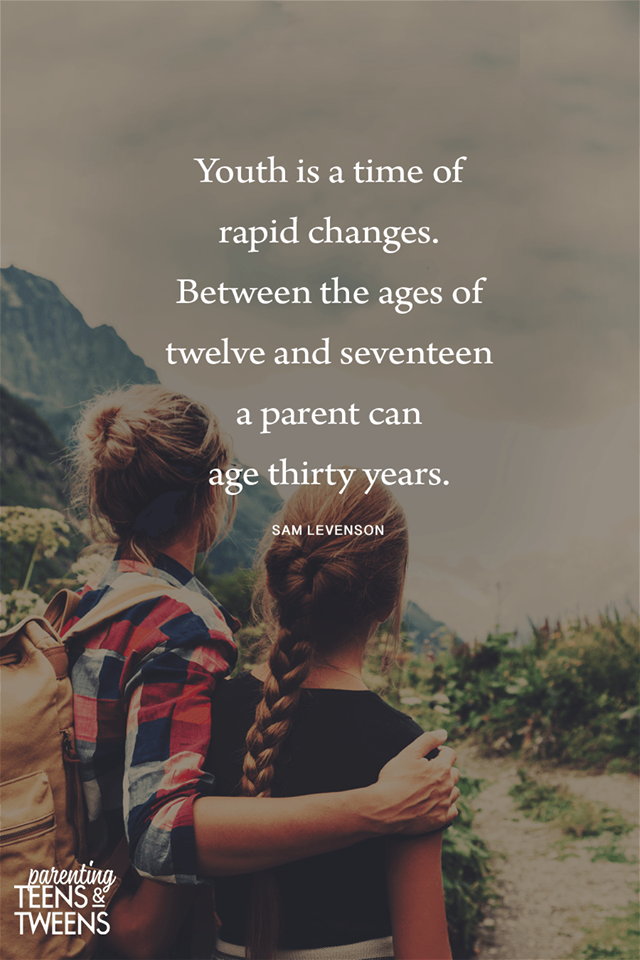 Youth is a time of
rapid changes.
Between the ages of
twelve and seventeen
a parent can
age thirty years.
SAM LEVENSON
parenting
TEENS &
TWEENS